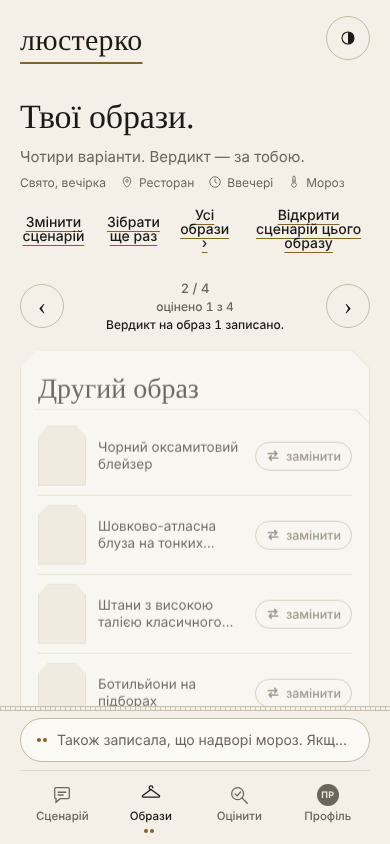 люстерко
Твої образи.
Чотири варіанти. Вердикт — за тобою.
Свято, вечірка Ресторан Ввечері Мороз
Змінити
сценарій
Зібрати
ще раз
Усі
образи
›
Відкрити
сценарій цього
образу
‹
2 / 4
оцінено 1 з 4
Вердикт на образ 1 записано.
›
Другий образ
Чорний оксамитовий
блейзер
замінити
Шовково-атласна
блуза на тонких...
замінити
Штани з високою
талією класичного...
замінити
Ботильйони на
підборах
замінити
Також записала, що надворі мороз. Якщ...
Сценарій
Образи
Оцінити
ПР
Профіль